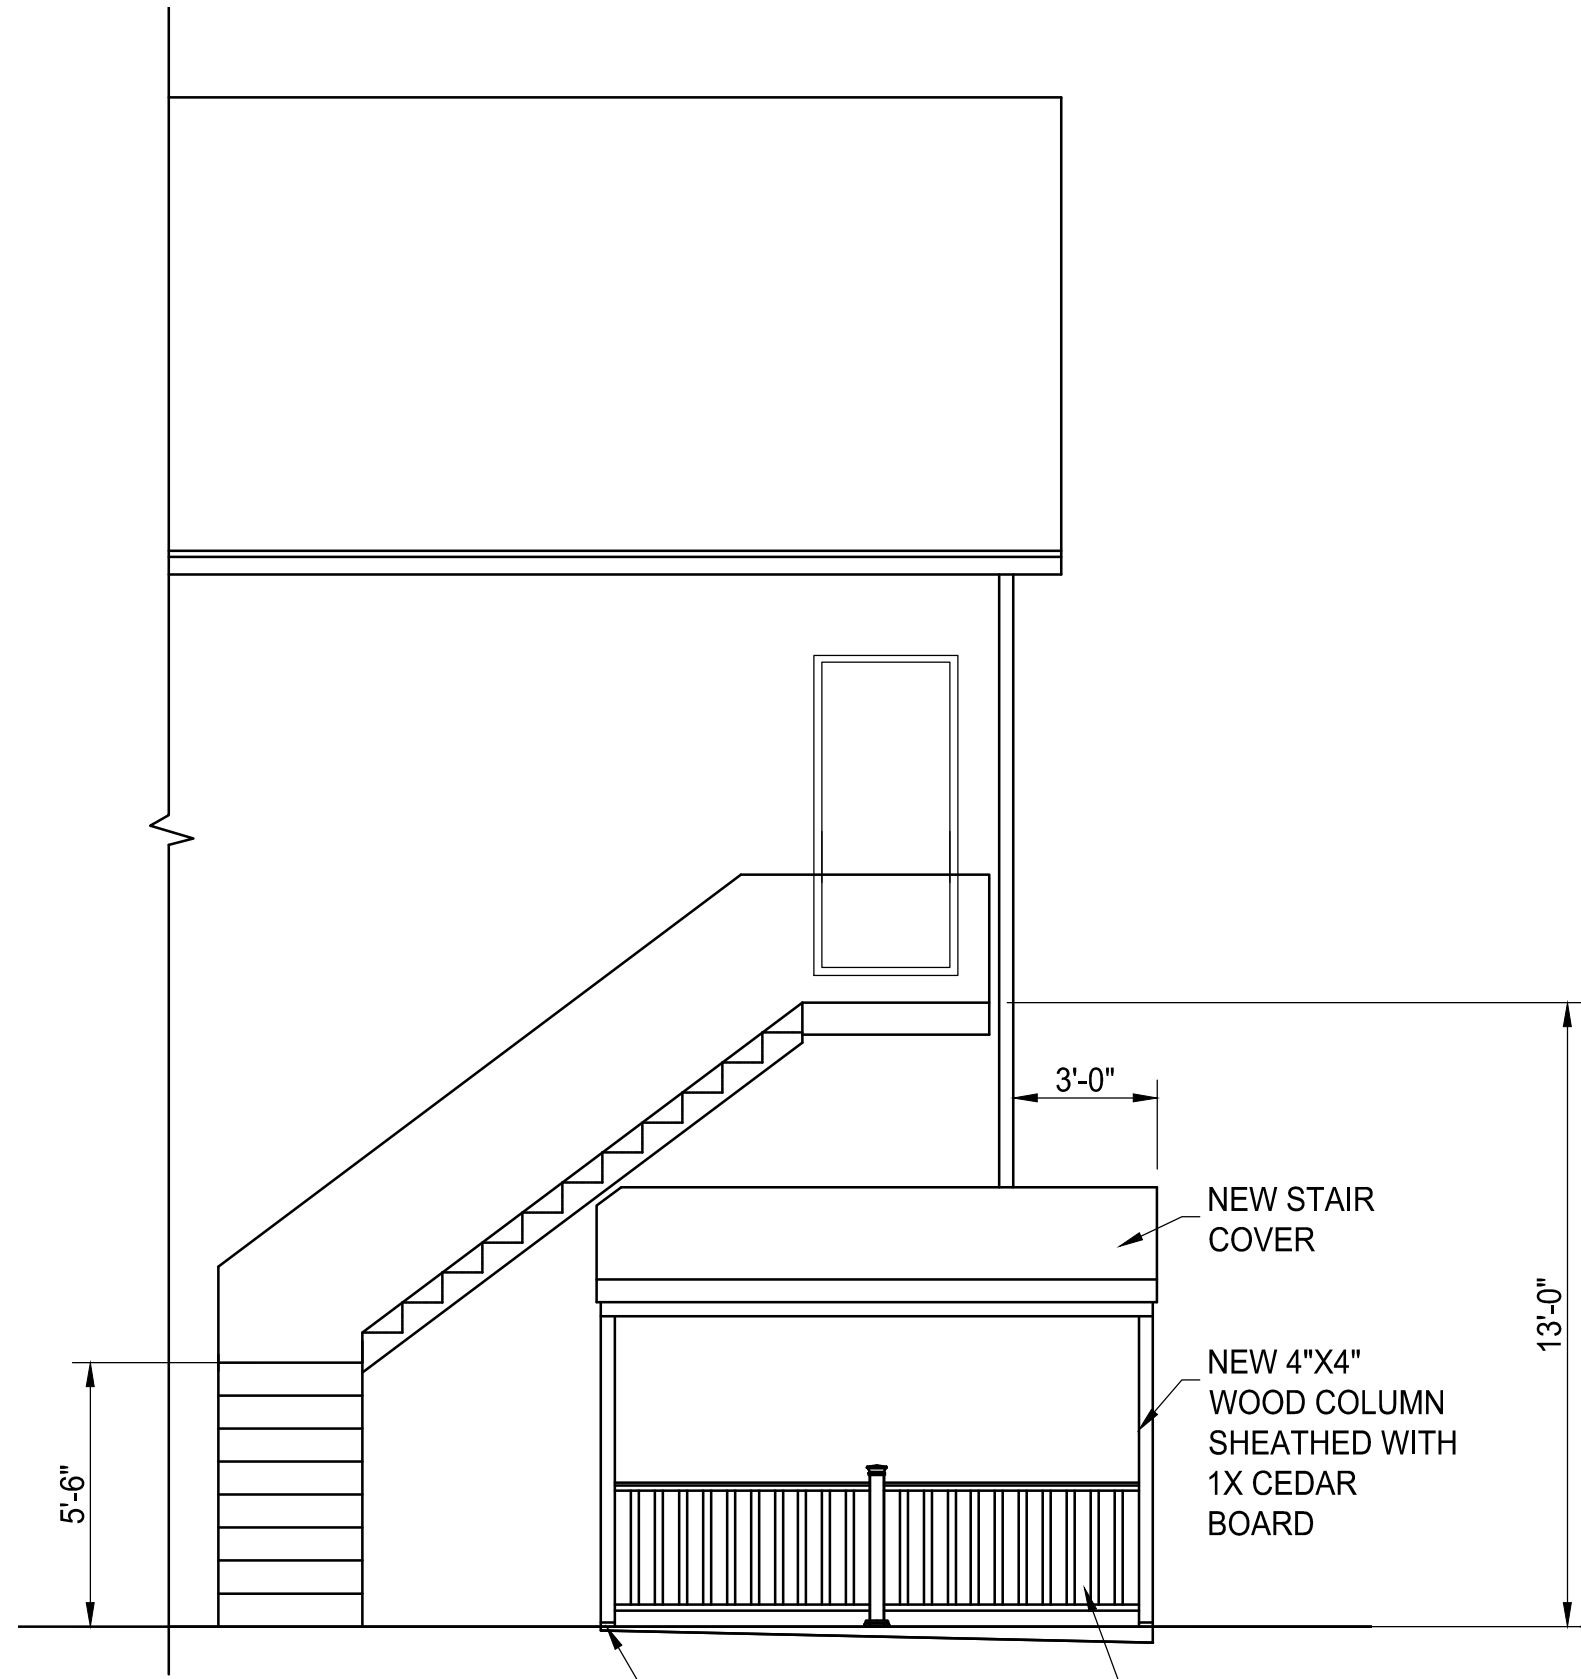 3'-0"
NEW STAIR
COVER
13'-0"
NEW 4"X4"
WOOD COLUMN
SHEATHED WITH
1X CEDAR
BOARD
5'-6"